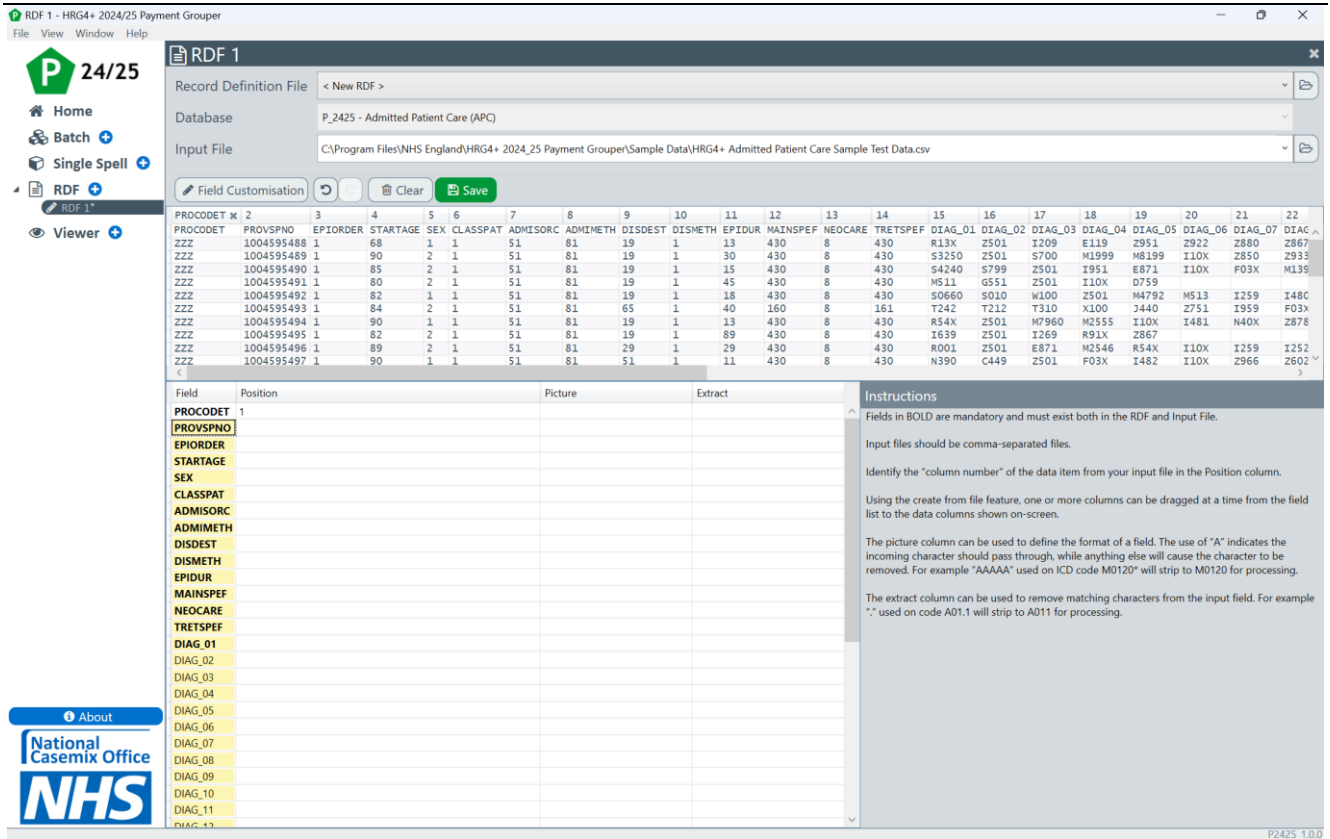 RDF 1 - HRG4+ 2024/25 Payment Grouper
File View Window Help
P 24/25
Home
Batch
Single Spell
RDF
RDF 1*
Viewer
RDF 1
Record Definition File < New RDF >
Database P_2425 - Admitted Patient Care (APC)
Input File C:\Program Files\NHS England\HRG4+ 2024_25 Payment Grouper\Sample Data\HRG4+ Admitted Patient Care Sample Test Data.csv
Field Customisation Clear Save
PROCODET 2 3 4 5 6 7 8 9 10 11 12 13 14 15 16 17 18 19 20 21 22
PROCODET PROVSPNO EPIORDER STARTAGE SEX CLASSPAT ADMISORC ADMIMETH DISDEST DISMETH EPIDUR MAINSPEF NEOCARE TRETSPEF DIAG_01 DIAG_02 DIAG_03 DIAG_04 DIAG_05 DIAG_06 DIAG_07 DIAG
ZZZ 1004595488 1 68 1 1 51 81 19 1 13 430 8 430 R13X Z501 I209 E119 Z951 Z922 Z880 Z867
ZZZ 1004595489 1 90 2 1 51 81 19 1 30 430 8 430 S3250 Z501 S700 M1999 M8199 I10X Z850 Z933
ZZZ 1004595490 1 85 2 1 51 81 19 1 15 430 8 430 S4240 S799 Z501 I951 E871 I10X F03X M139
ZZZ 1004595491 1 80 2 1 51 81 19 1 45 430 8 430 M511 G551 Z501 I10X D759
ZZZ 1004595492 1 82 1 1 51 81 19 1 18 430 8 430 S0660 S010 W100 Z501 M4792 M513 I259 I480
ZZZ 1004595493 1 84 2 1 51 81 65 1 40 160 8 161 T242 T212 T310 X100 J440 Z751 I959 F03X
ZZZ 1004595494 1 90 1 1 51 81 19 1 13 430 8 430 R54X Z501 M7960 M2555 I10X I481 N40X Z878
ZZZ 1004595495 1 82 2 1 51 81 19 1 89 430 8 430 I639 Z501 I269 R91X Z867
ZZZ 1004595496 1 89 2 1 51 81 29 1 29 430 8 430 R001 Z501 E871 M2546 R54X I10X I259 I252
ZZZ 1004595497 1 90 1 1 51 81 51 1 11 430 8 430 N390 C449 Z501 F03X I482 I10X Z966 Z602
Field Position Picture Extract
PROCODET 1
PROVSPNO
EPIORDER
STARTAGE
SEX
CLASSPAT
ADMISORC
ADMIMETH
DISDEST
DISMETH
EPIDUR
MAINSPEF
NEOCARE
TRETSPEF
DIAG_01
DIAG_02
DIAG_03
DIAG_04
DIAG_05
DIAG_06
DIAG_07
DIAG_08
DIAG_09
DIAG_10
DIAG_11
DIAG_12
Instructions
Fields in BOLD are mandatory and must exist both in the RDF and Input File.
Input files should be comma-separated files.
Identify the "column number" of the data item from your input file in the Position column.
Using the create from file feature, one or more columns can be dragged at a time from the field
list to the data columns shown on-screen.
The picture column can be used to define the format of a field. The use of "A" indicates the
incoming character should pass through, while anything else will cause the character to be
removed. For example "AAAAA" used on ICD code M0120* will strip to M0120 for processing.
The extract column can be used to remove matching characters from the input field. For example
"." used on code A01.1 will strip to A011 for processing.
About
National
Casemix Office
NHS
P2425 1.0.0